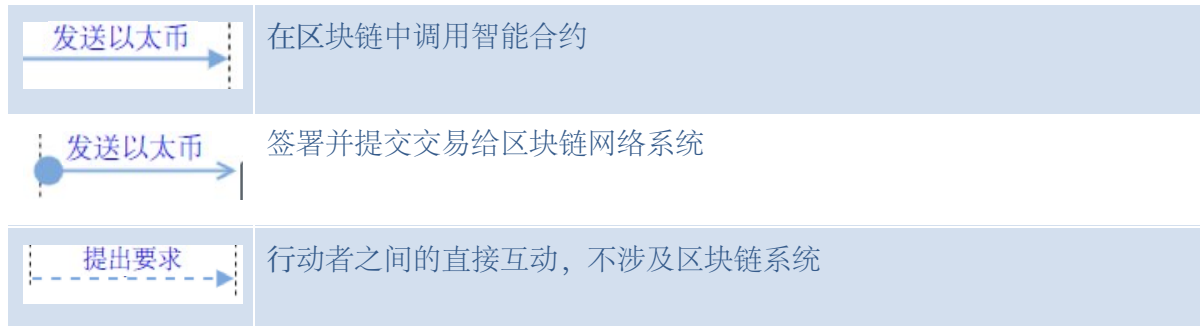 发送以太币
在区块链中调用智能合约
发送以太币
签署并提交交易给区块链网络系统
提出要求
行动者之间的直接互动，不涉及区块链系统